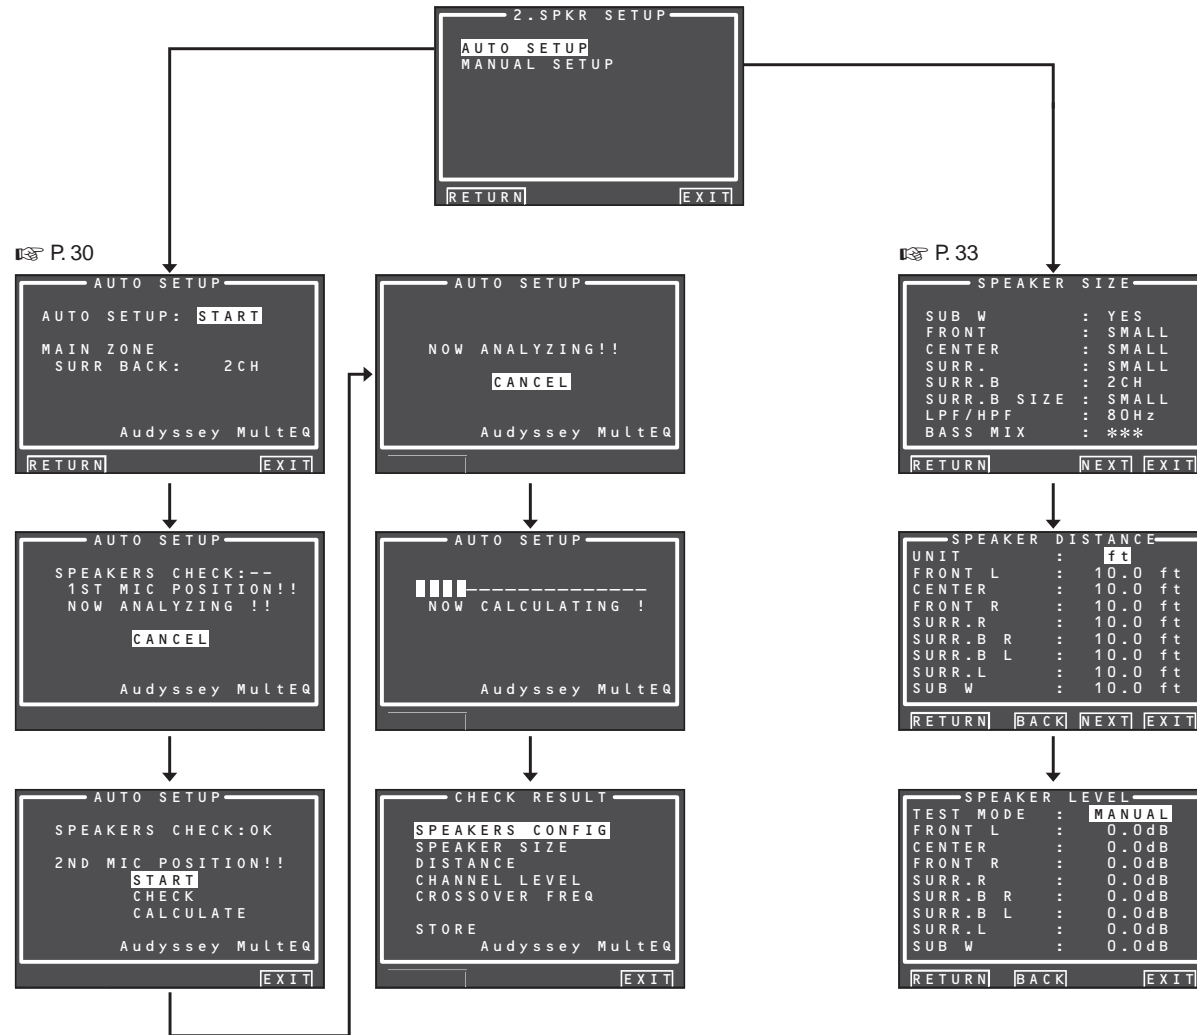 2.SPKR SETUP
AUTO SETUP
MANUAL SETUP
RETURN EXIT
☞ P. 30
AUTO SETUP
AUTO SETUP: START
MAIN ZONE
SURR BACK: 2CH
Audyssey MultEQ
RETURN EXIT
AUTO SETUP
SPEAKERS CHECK:--
1ST MIC POSITION!!
NOW ANALYZING !!
CANCEL
Audyssey MultEQ
AUTO SETUP
SPEAKERS CHECK:OK
2ND MIC POSITION!!
START
CHECK
CALCULATE
Audyssey MultEQ
EXIT
AUTO SETUP
NOW ANALYZING!!
CANCEL
Audyssey MultEQ
AUTO SETUP
NOW CALCULATING !
Audyssey MultEQ
CHECK RESULT
SPEAKERS CONFIG
SPEAKER SIZE
DISTANCE
CHANNEL LEVEL
CROSSOVER FREQ
STORE
Audyssey MultEQ
EXIT
☞ P. 33
SPEAKER SIZE
SUB W : YES
FRONT : SMALL
CENTER : SMALL
SURR. : SMALL
SURR.B : 2CH
SURR.B SIZE : SMALL
LPF/HPF : 80Hz
BASS MIX : ***
RETURN NEXT EXIT
SPEAKER DISTANCE
UNIT : ft
FRONT L : 10.0 ft
CENTER : 10.0 ft
FRONT R : 10.0 ft
SURR.R : 10.0 ft
SURR.B R : 10.0 ft
SURR.B L : 10.0 ft
SURR.L : 10.0 ft
SUB W : 10.0 ft
RETURN BACK NEXT EXIT
SPEAKER LEVEL
TEST MODE : MANUAL
FRONT L : 0.0dB
CENTER : 0.0dB
FRONT R : 0.0dB
SURR.R : 0.0dB
SURR.B R : 0.0dB
SURR.B L : 0.0dB
SURR.L : 0.0dB
SUB W : 0.0dB
RETURN BACK EXIT